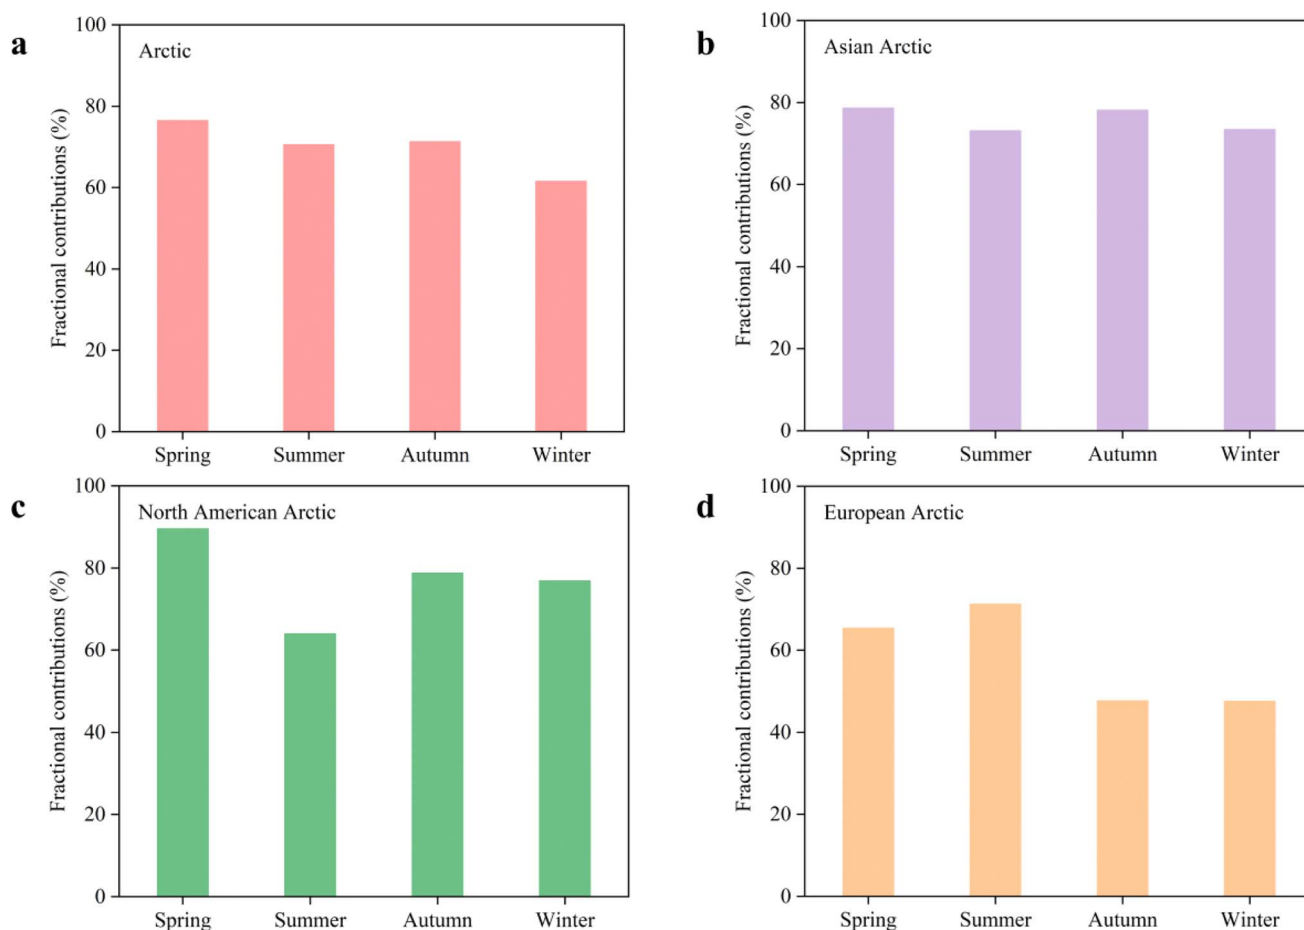 a
Arctic
Fractional contributions (%)
100
80
60
40
20
0
Spring Summer Autumn Winter
b
Asian Arctic
Fractional contributions (%)
100
80
60
40
20
0
Spring Summer Autumn Winter
c
North American Arctic
Fractional contributions (%)
100
80
60
40
20
0
Spring Summer Autumn Winter
d
European Arctic
Fractional contributions (%)
100
80
60
40
20
0
Spring Summer Autumn Winter